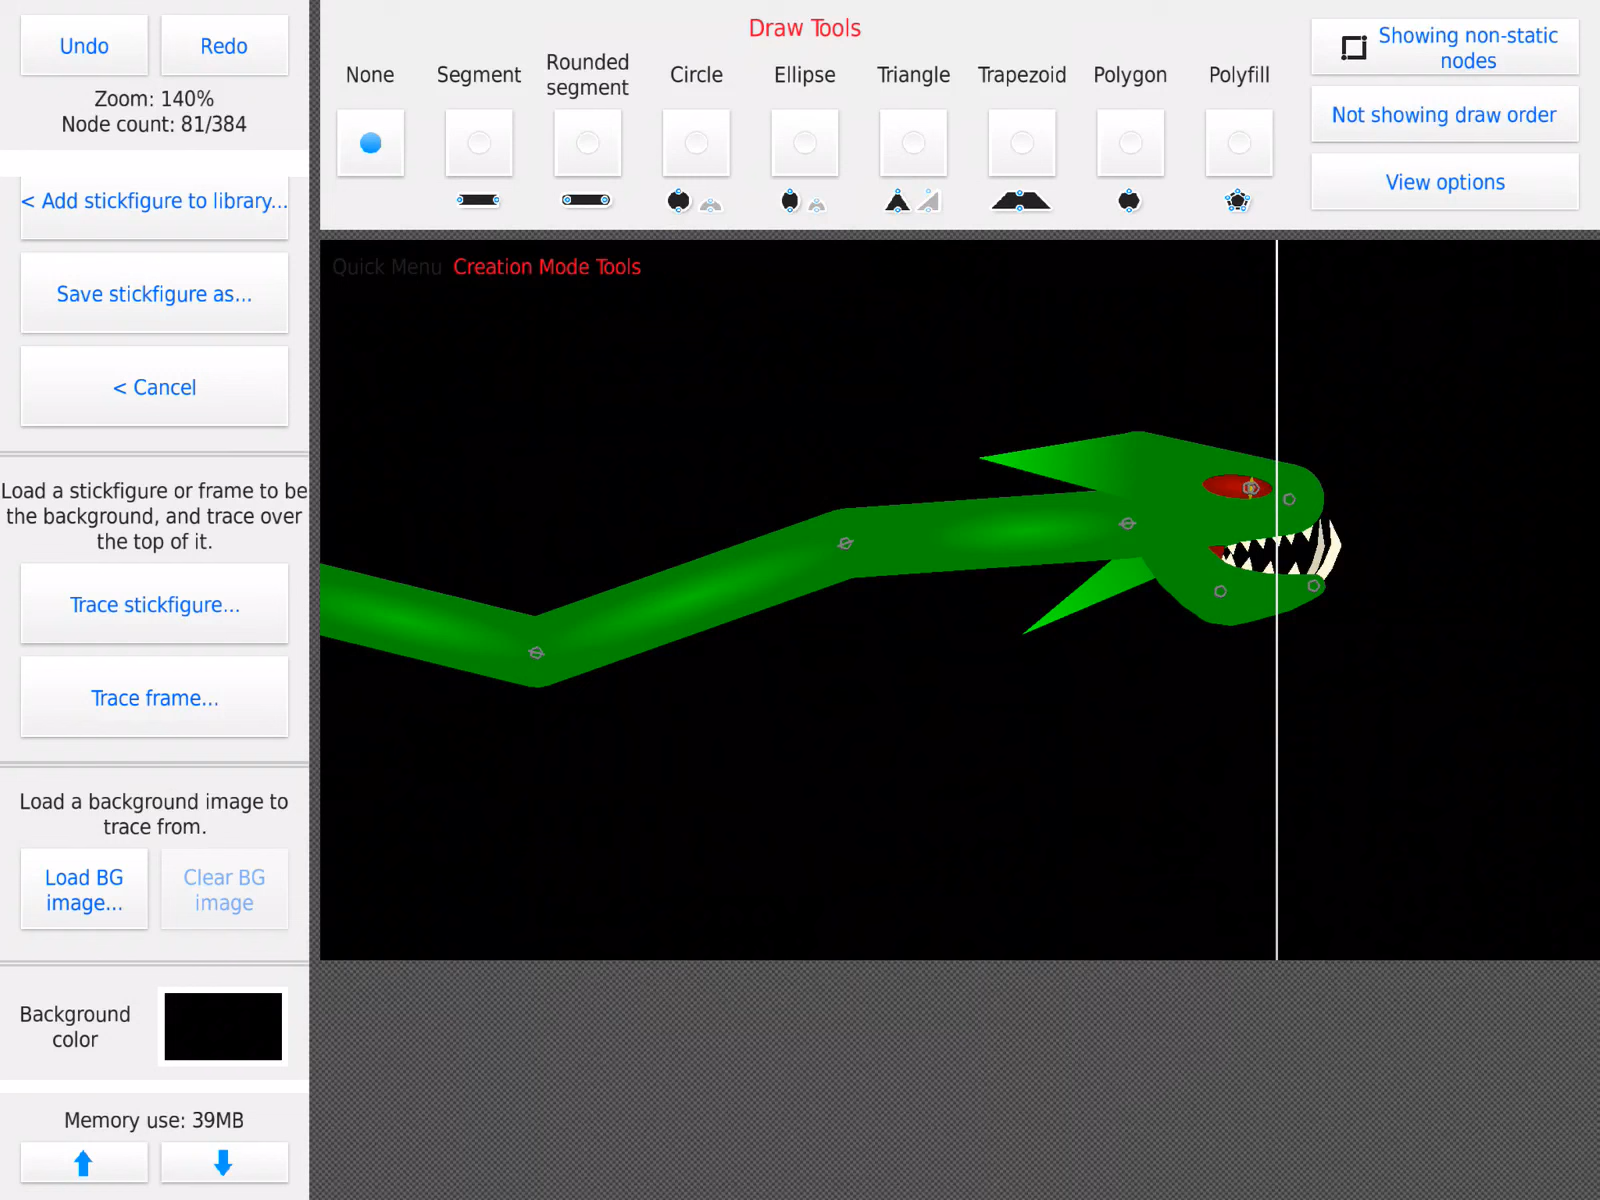 Undo
Redo
Zoom: 140%
Node count: 81/384
< Add stickfigure to library...
Save stickfigure as...
< Cancel
Load a stickfigure or frame to be
the background, and trace over
the top of it.
Trace stickfigure...
Trace frame...
Load a background image to
trace from.
Load BG
image...
Clear BG
image
Background
color
Memory use: 39MB
Draw Tools
None
Segment
Rounded
segment
Circle
Ellipse
Triangle
Trapezoid
Polygon
Polyfill
Showing non-static
nodes
Not showing draw order
View options
Quick Menu
Creation Mode Tools